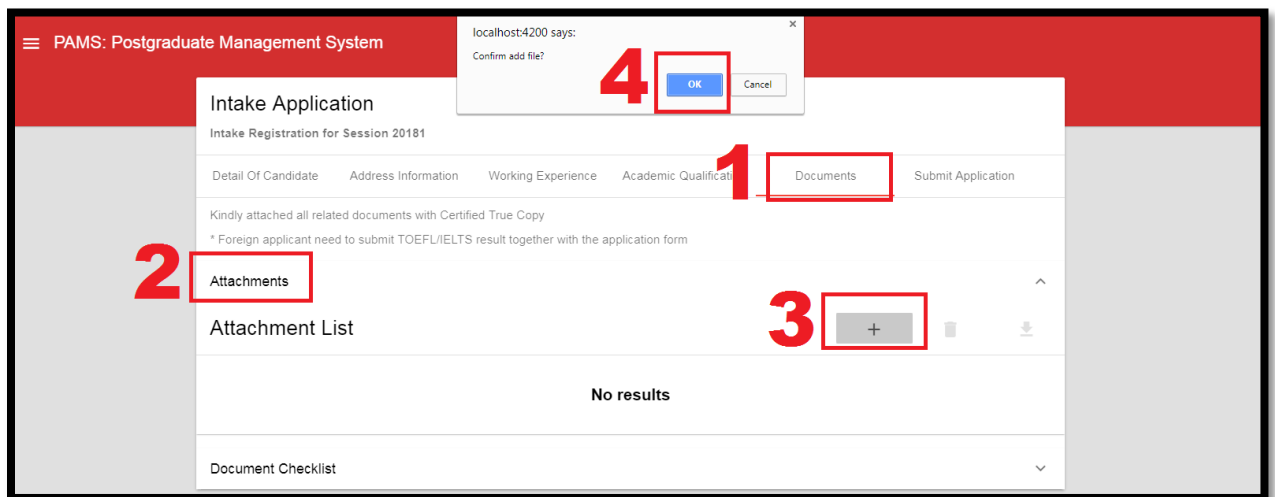 localhost:4200 says:
×
PAMS: Postgraduate Management System
Confirm add file?
4
OK
Cancel
Intake Application
Intake Registration for Session 20181
1
Detail Of Candidate Address Information Working Experience Academic Documents Submit Application
Kindly attached all related documents with Certified True Copy
* Foreign applicant need to submit TOEFL/IELTS result together with the application form
2
Attachments
3
Attachment List
+
No results
Document Checklist